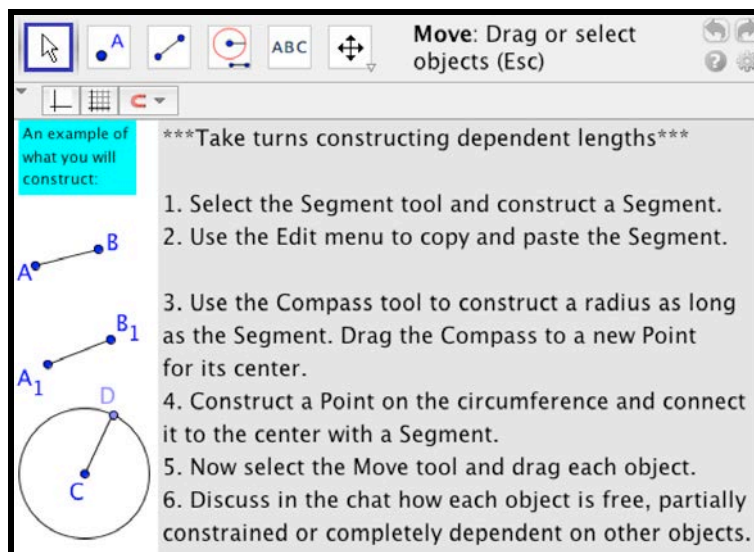 A
ABC
Move: Drag or select
objects (Esc)
An example of
what you will
construct:
***Take turns constructing dependent lengths***
1. Select the Segment tool and construct a Segment.
2. Use the Edit menu to copy and paste the Segment.
3. Use the Compass tool to construct a radius as long
as the Segment. Drag the Compass to a new Point
for its center.
4. Construct a Point on the circumference and connect
it to the center with a Segment.
5. Now select the Move tool and drag each object.
6. Discuss in the chat how each object is free, partially
constrained or completely dependent on other objects.
B
A
B₁
A₁
D
C